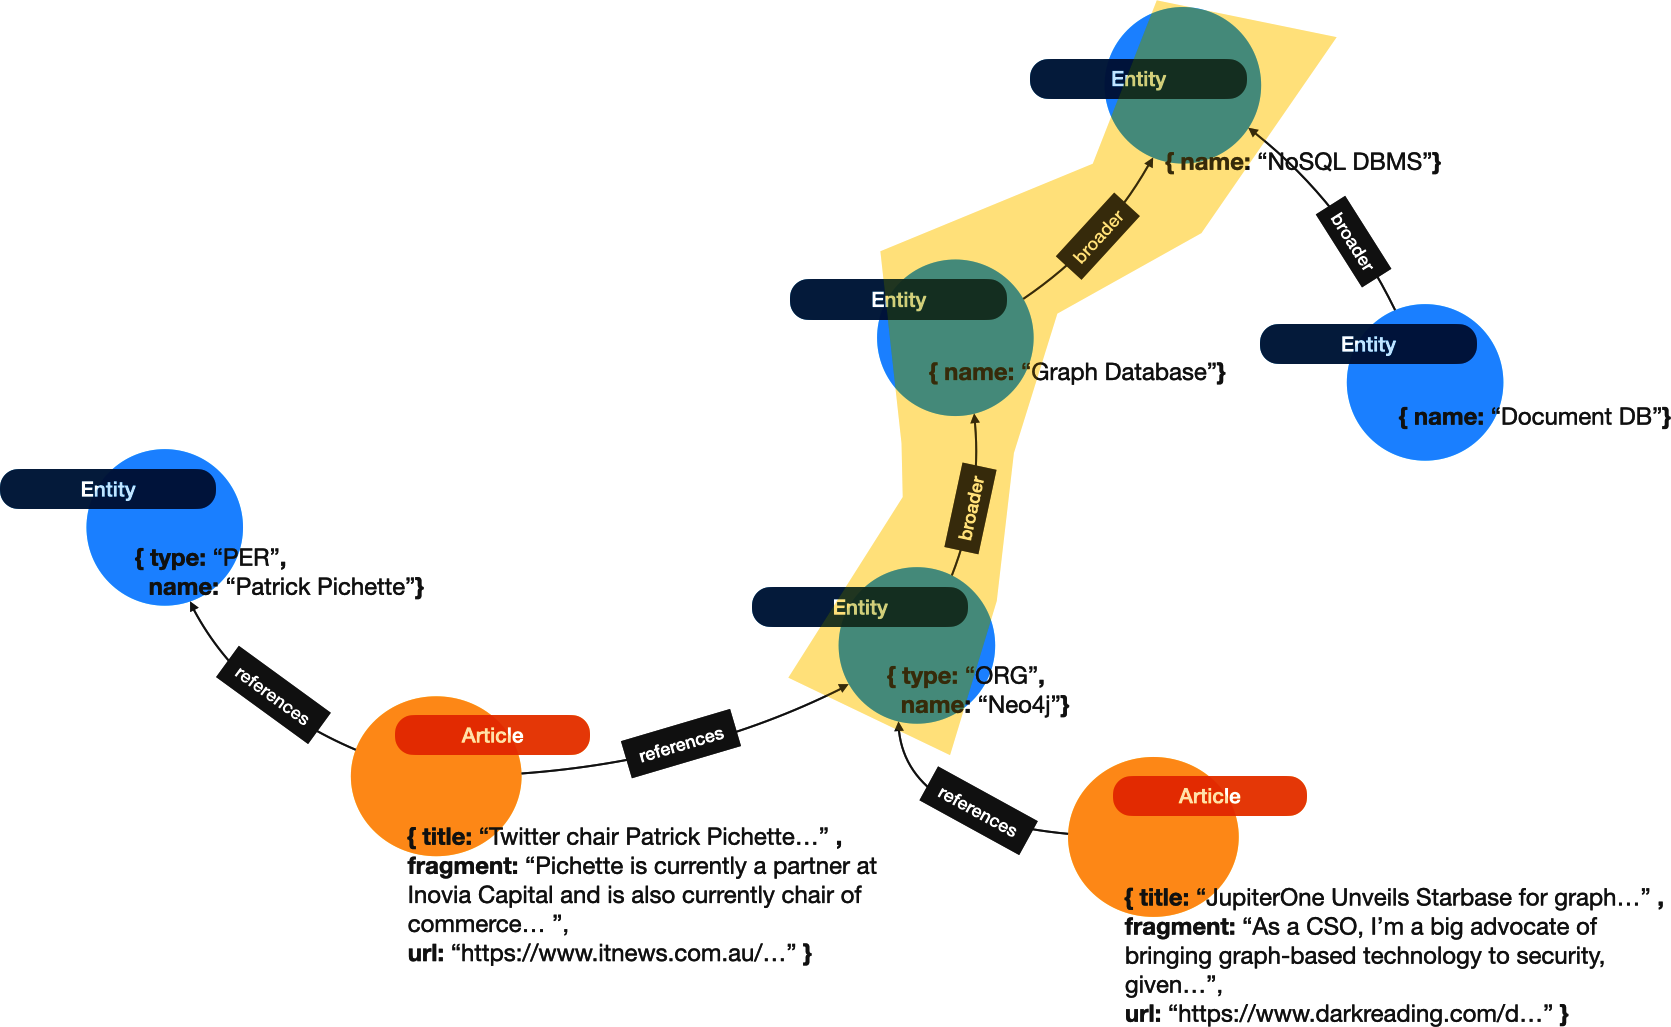 Entity
{ name: “NoSQL DBMS”}
broader
broader
Entity
{ name: “Graph Database”}
Entity
{ name: “Document DB”}
broader
Entity
{ type: “PER”,
name: “Patrick Pichette”}
Entity
{ type: “ORG”,
name: “Neo4j”}
references
references
references
Article
{ title: “Twitter chair Patrick Pichette…” ,
fragment: “Pichette is currently a partner at
Inovia Capital and is also currently chair of
commerce… ”,
url: “https://www.itnews.com.au/…” }
Article
{ title: “JupiterOne Unveils Starbase for graph…” ,
fragment: “As a CSO, I’m a big advocate of
bringing graph-based technology to security,
given…”,
url: “https://www.darkreading.com/d…” }